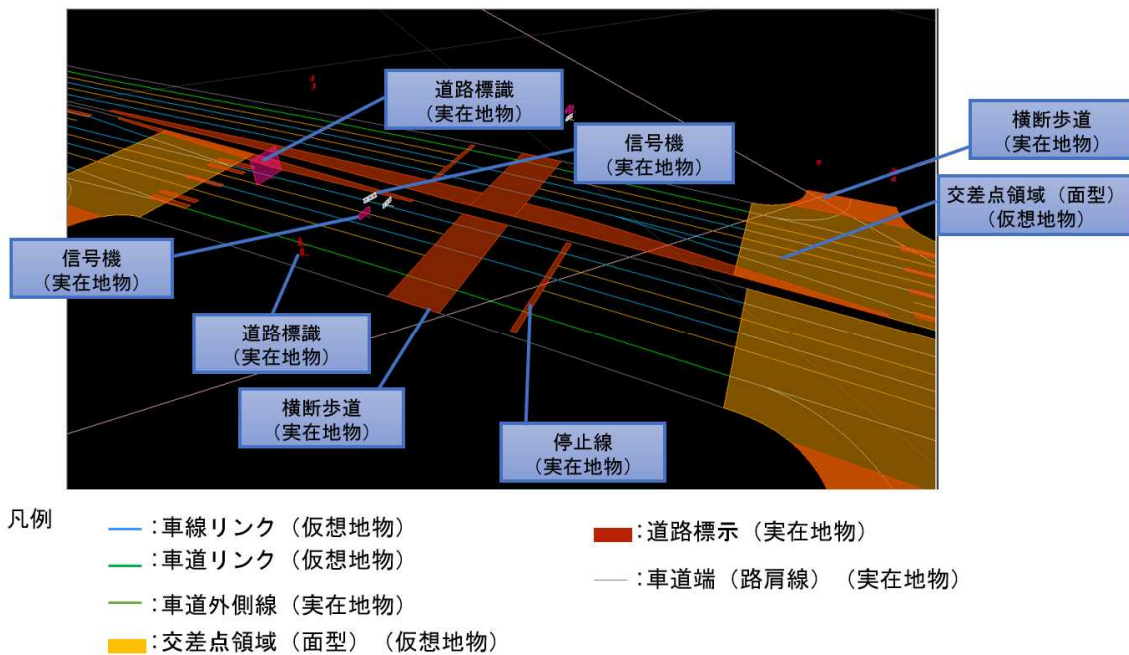 道路標識
（実在地物）
信号機
（実在地物）
横断歩道
（実在地物）
交差点領域（面型）
（仮想地物）
信号機
（実在地物）
道路標識
（実在地物）
横断歩道
（実在地物）
停止線
（実在地物）
凡例
：車線リンク（仮想地物）
：車道リンク（仮想地物）
：車道外側線（実在地物）
：交差点領域（面型）（仮想地物）
：道路標示（実在地物）
：車道端（路肩線）（実在地物）